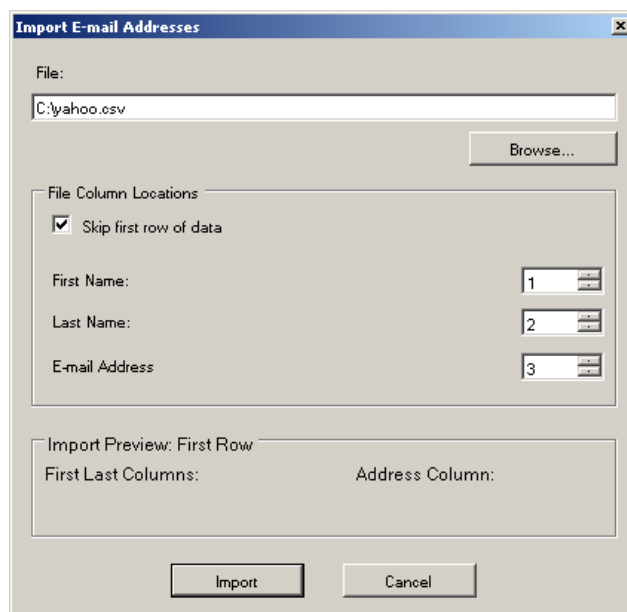 Import E-mail Addresses
File:
C:\yahoo.csv
Browse...
File Column Locations
Skip first row of data
First Name: 1
Last Name: 2
E-mail Address 3
Import Preview: First Row
First Last Columns: Address Column:
Import Cancel